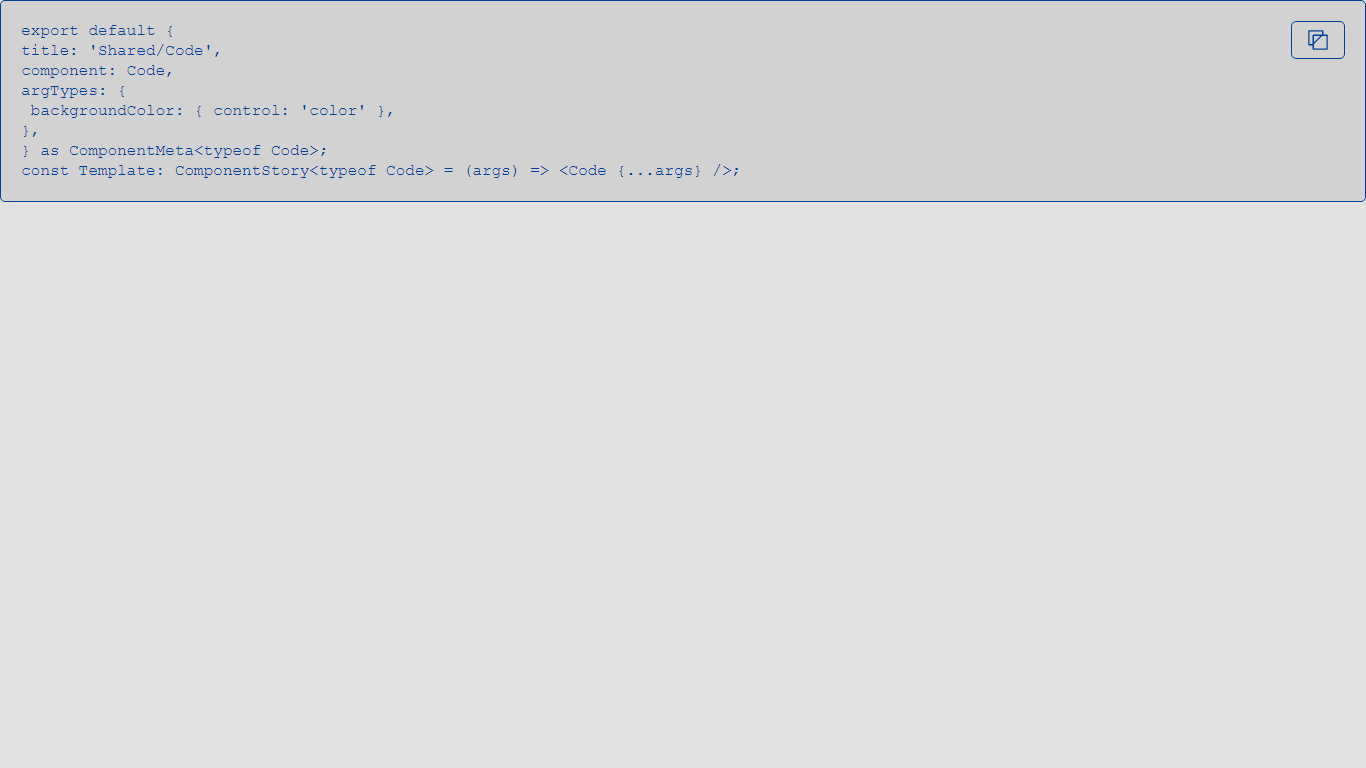 export default {
title: 'Shared/Code',
component: Code,
argTypes: {
 backgroundColor: { control: 'color' },
},
} as ComponentMeta<typeof Code>;
const Template: ComponentStory<typeof Code> = (args) => <Code {...args} />;